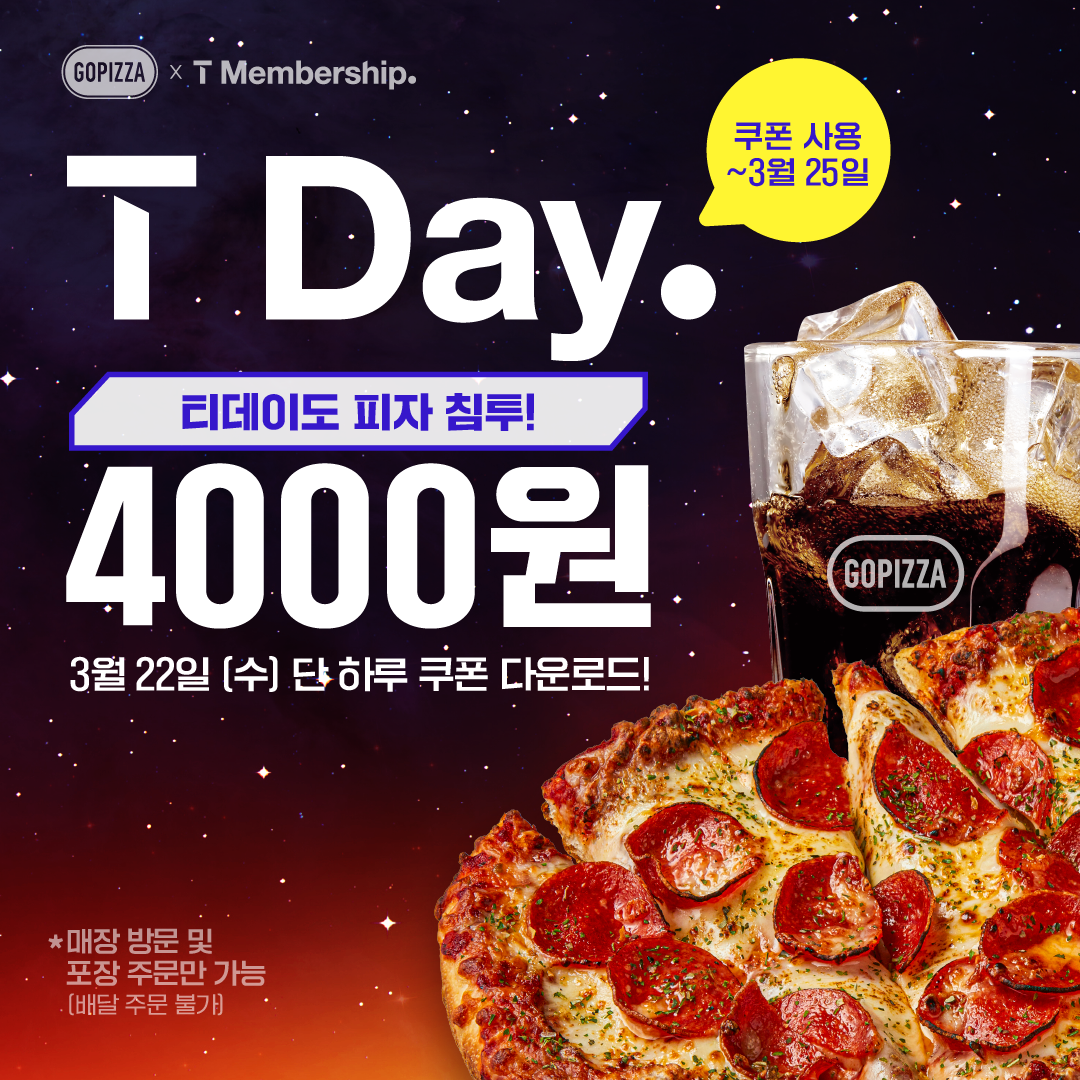 GOPIZZA x T Membership.
쿠폰 사용
~3월 25일
T Day.
티데이도 피자 침투!
4000원
3월 22일 (수) 단 하루 쿠폰 다운로드!
GOPIZZA
*매장 방문 및
포장 주문만 가능
(배달 주문 불가)